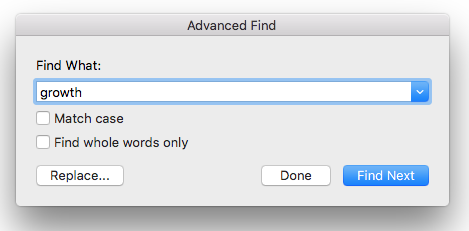 Advanced Find
Find What:
growth
Match case
Find whole words only
Replace... Done Find Next